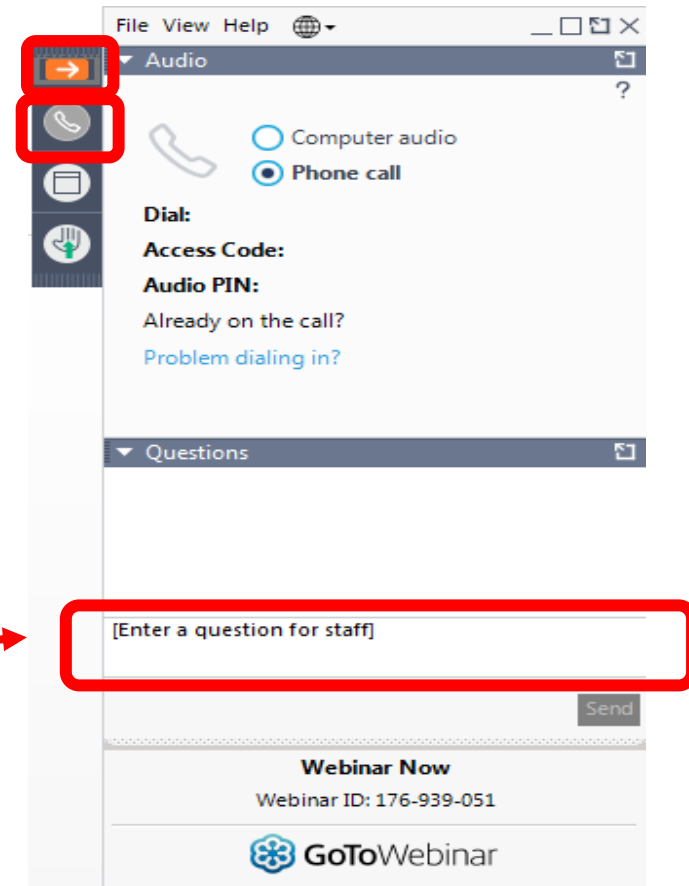 File View Help
Audio
?
Computer audio
Phone call
Dial:
Access Code:
Audio PIN:
Already on the call?
Problem dialing in?
Questions
[Enter a question for staff]
Send
Webinar Now
Webinar ID: 176-939-051
GoToWebinar